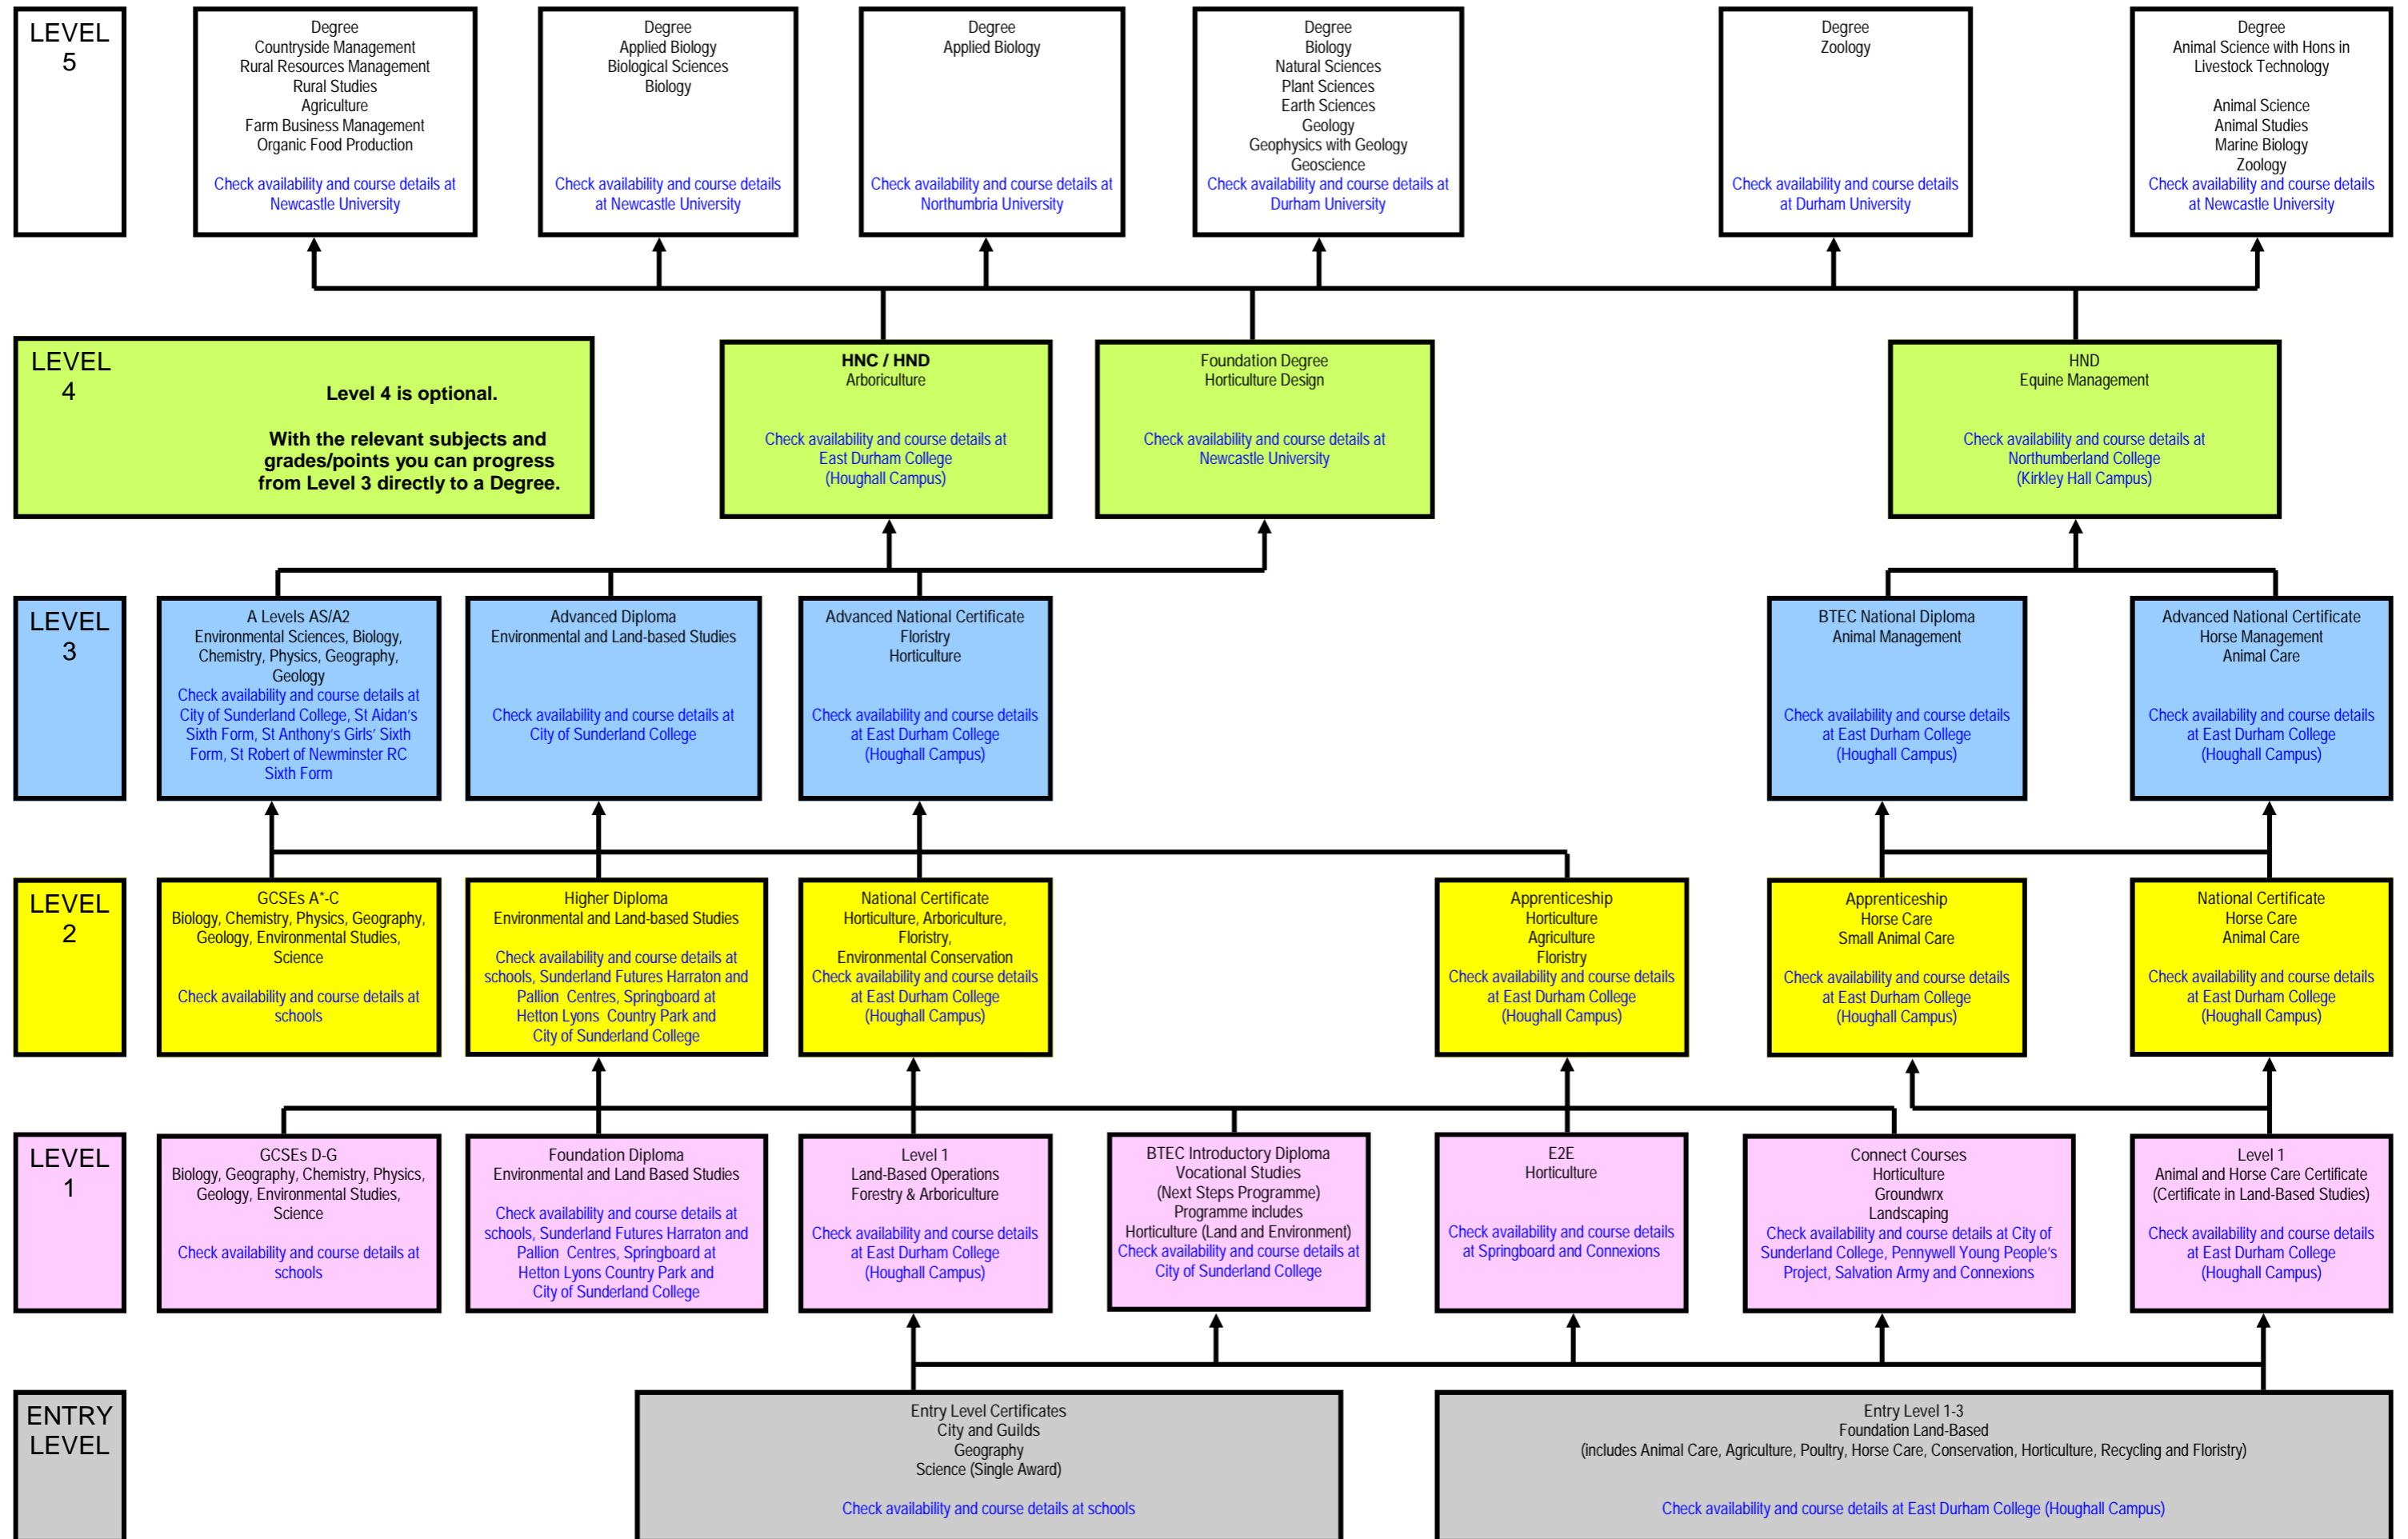 LEVEL
5
Degree
Countryside Management
Rural Resources Management
Rural Studies
Agriculture
Farm Business Management
Organic Food Production
Check availability and course details at
Newcastle University
Degree
Applied Biology
Biological Sciences
Biology
Check availability and course details
at Newcastle University
Degree
Applied Biology
Check availability and course details at
Northumbria University
Degree
Biology
Natural Sciences
Plant Sciences
Earth Sciences
Geology
Geophysics with Geology
Geoscience
Check availability and course details at
Durham University
Degree
Zoology
Check availability and course details
at Durham University
Degree
Animal Science with Hons in
Livestock Technology
Animal Science
Animal Studies
Marine Biology
Zoology
Check availability and course details
at Newcastle University
LEVEL
4
Level 4 is optional.
With the relevant subjects and
grades/points you can progress
from Level 3 directly to a Degree.
HNC / HND
Arboriculture
Check availability and course details at
East Durham College
(Houghall Campus)
Foundation Degree
Horticulture Design
Check availability and course details at
Newcastle University
HND
Equine Management
Check availability and course details at
Northumberland College
(Kirkley Hall Campus)
LEVEL
3
A Levels AS/A2
Environmental Sciences, Biology,
Chemistry, Physics, Geography,
Geology
Check availability and course details at
City of Sunderland College, St Aidan's
Sixth Form, St Anthony's Girls' Sixth
Form, St Robert of Newminster RC
Sixth Form
Advanced Diploma
Environmental and Land-based Studies
Check availability and course details at
City of Sunderland College
Advanced National Certificate
Floristry
Horticulture
Check availability and course details
at East Durham College
(Houghall Campus)
BTEC National Diploma
Animal Management
Check availability and course details
at East Durham College
(Houghall Campus)
Advanced National Certificate
Horse Management
Animal Care
Check availability and course details
at East Durham College
(Houghall Campus)
LEVEL
2
GCSEs A*-C
Biology, Chemistry, Physics, Geography,
Geology, Environmental Studies,
Science
Check availability and course details at
schools
Higher Diploma
Environmental and Land-based Studies
Check availability and course details at
schools, Sunderland Futures Harraton and
Pallion Centres, Springboard at
Hetton Lyons Country Park and
City of Sunderland College
National Certificate
Horticulture, Arboriculture,
Floristry,
Environmental Conservation
Check availability and course details
at East Durham College
(Houghall Campus)
Apprenticeship
Horticulture
Agriculture
Floristry
Check availability and course details
at East Durham College
(Houghall Campus)
Apprenticeship
Horse Care
Small Animal Care
Check availability and course details
at East Durham College
(Houghall Campus)
National Certificate
Horse Care
Animal Care
Check availability and course details
at East Durham College
(Houghall Campus)
LEVEL
1
GCSEs D-G
Biology, Geography, Chemistry, Physics,
Geology, Environmental Studies,
Science
Check availability and course details at
schools
Foundation Diploma
Environmental and Land Based Studies
Check availability and course details at
schools, Sunderland Futures Harraton and
Pallion Centres, Springboard at
Hetton Lyons Country Park and
City of Sunderland College
Level 1
Land-Based Operations
Forestry & Arboriculture
Check availability and course details
at East Durham College
(Houghall Campus)
BTEC Introductory Diploma
Vocational Studies
(Next Steps Programme)
Programme includes
Horticulture (Land and Environment)
Check availability and course details at
City of Sunderland College
E2E
Horticulture
Check availability and course details
at Springboard and Connexions
Connect Courses
Horticulture
Groundwrx
Landscaping
Check availability and course details at City of
Sunderland College, Pennywell Young People's
Project, Salvation Army and Connexions
Level 1
Animal and Horse Care Certificate
(Certificate in Land-Based Studies)
Check availability and course details
at East Durham College
(Houghall Campus)
ENTRY
LEVEL
Entry Level Certificates
City and Guilds
Geography
Science (Single Award)
Check availability and course details at schools
Entry Level 1-3
Foundation Land-Based
(includes Animal Care, Agriculture, Poultry, Horse Care, Conservation, Horticulture, Recycling and Floristry)
Check availability and course details at East Durham College (Houghall Campus)